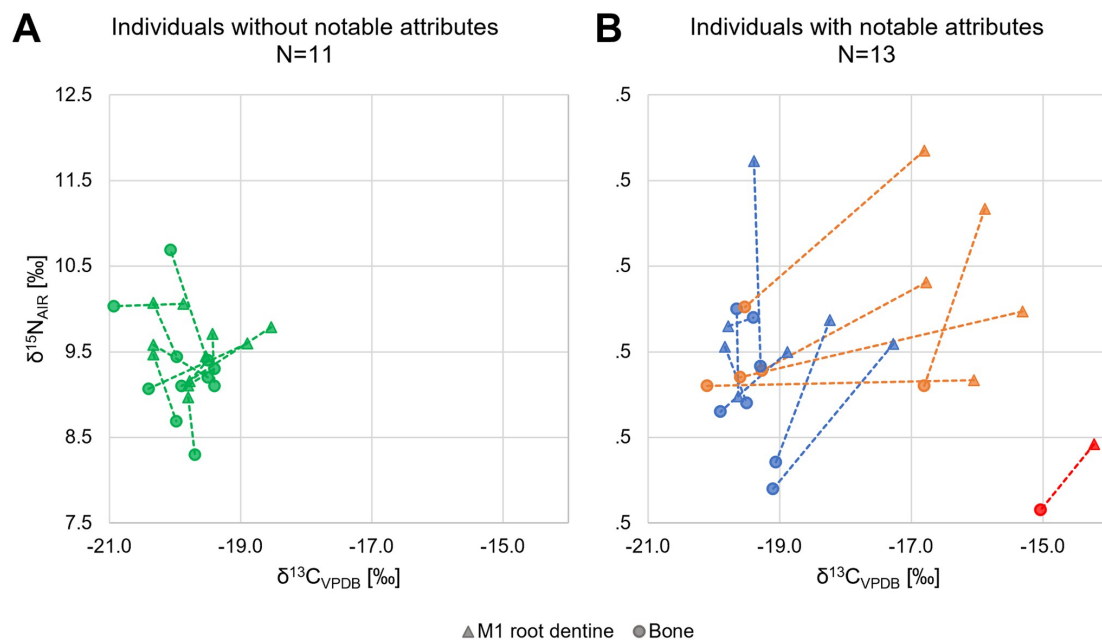 A
Individuals without notable attributes
N=11
B
Individuals with notable attributes
N=13
12.5
11.5
10.5
9.5
8.5
7.5
δ15NAIR [‰]
-21.0 -19.0 -17.0 -15.0
δ13CVPDB [‰]
.5
.5
.5
.5
.5
.5
-21.0 -19.0 -17.0 -15.0
δ13CVPDB [‰]
M1 root dentine Bone